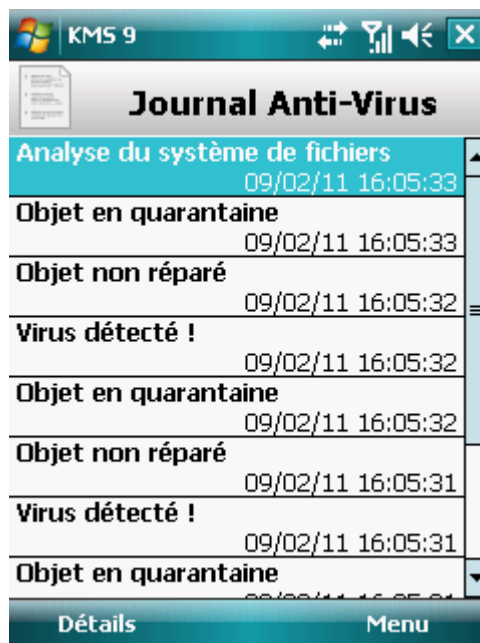 KMS 9
Journal Anti-Virus
Analyse du système de fichiers
09/02/11 16:05:33
Objet en quarantaine
09/02/11 16:05:33
Objet non réparé
09/02/11 16:05:32
Virus détecté !
09/02/11 16:05:32
Objet en quarantaine
09/02/11 16:05:32
Objet non réparé
09/02/11 16:05:31
Virus détecté !
09/02/11 16:05:31
Objet en quarantaine
Détails
Menu